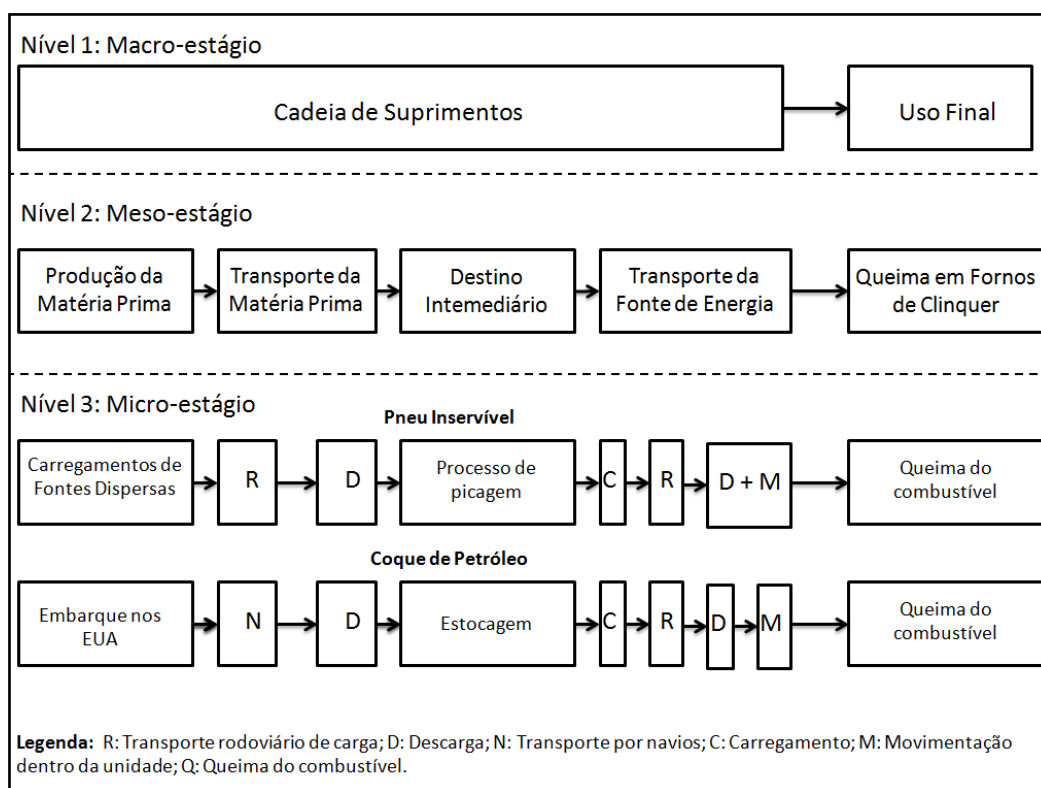 Nível 1: Macro-estágio
Cadeia de Suprimentos
Uso Final
Nível 2: Meso-estágio
Produção da
Matéria Prima
Transporte da
Matéria Prima
Destino
Intemediário
Transporte da
Fonte de Energia
Queima em Fornos
de Clinquer
Nível 3: Micro-estágio
Pneu Inservível
Carregamentos de
Fontes Dispersas
R
D
Processo de
picagem
C
R
D + M
Queima do
combustível
Coque de Petróleo
Embarque nos
EUA
N
D
Estocagem
C
R
D
M
Queima do
combustível
Legenda: R: Transporte rodoviário de carga; D: Descarga; N: Transporte por navios; C: Carregamento; M: Movimentação
dentro da unidade; Q: Queima do combustível.